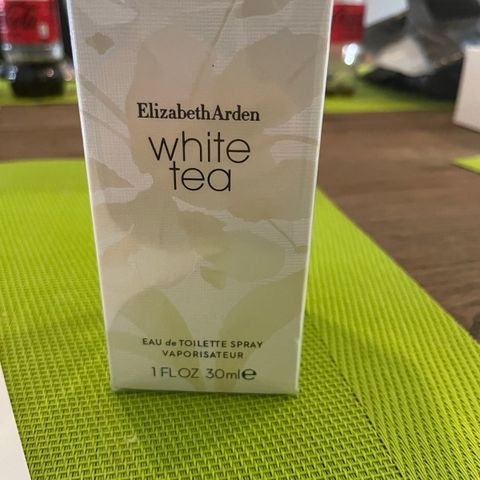 ElizabethArden
white
tea
EAU de TOILETTE SPRAY
VAPORISATEUR
1 FL OZ 30ml℮